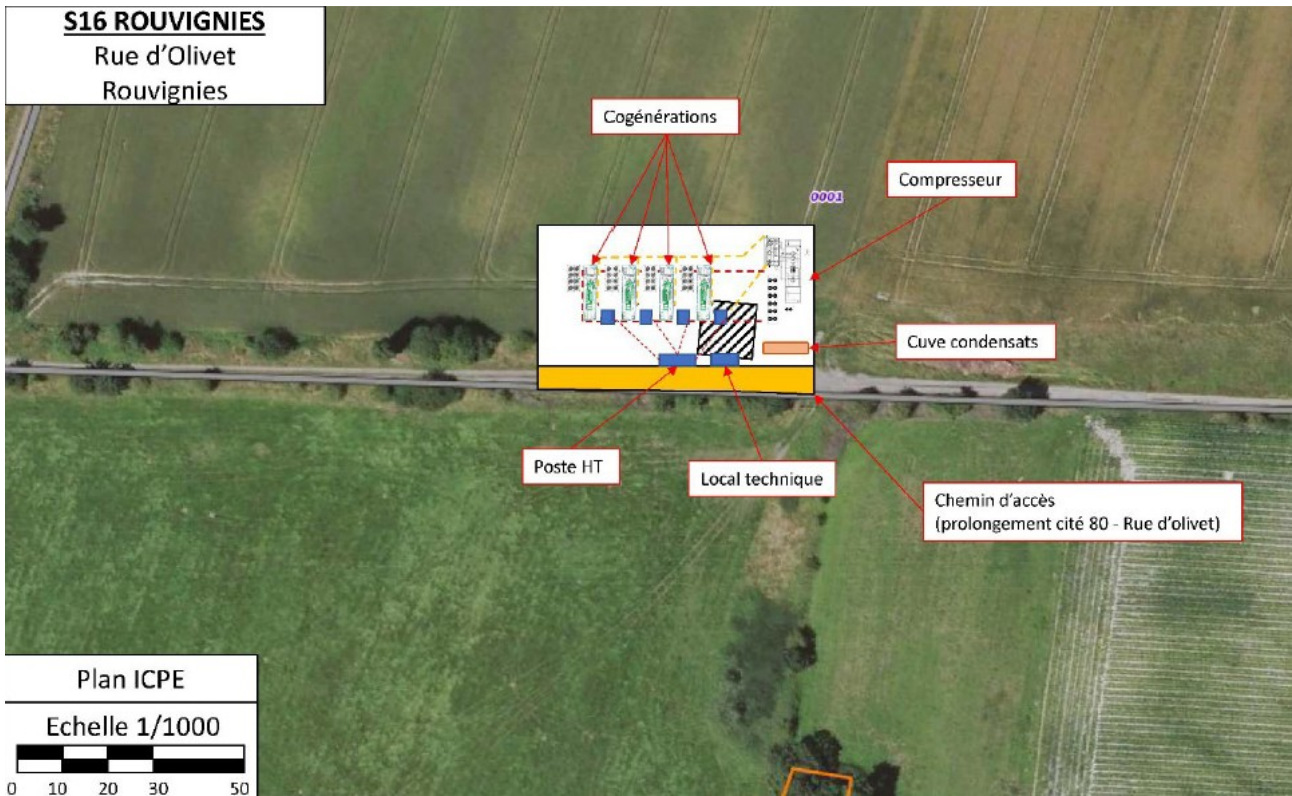 S16 ROUVIGNIES
Rue d'Olivet
Rouvignies
Cogénérations
Compresseur
0001
Cuve condensats
Poste HT
Local technique
Chemin d'accès
(prolongement cité 80 - Rue d'olivet)
Plan ICPE
Echelle 1/1000
0 10 20 30 50